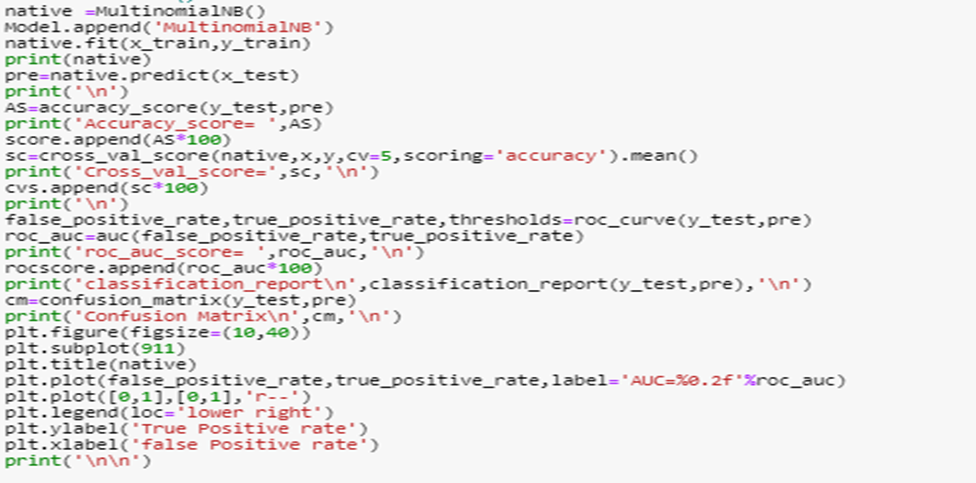 native =MultinomialNB()
Model.append('MultinomialNB')
native.fit(x_train,y_train)
print(native)
pre=native.predict(x_test)
print('\n')
AS=accuracy_score(y_test,pre)
print('Accuracy_score= ',AS)
score.append(AS*100)
sc=cross_val_score(native,x,y,cv=5,scoring='accuracy').mean()
print('Cross_val_score=',sc,'\n')
cvs.append(sc*100)
print('\n')
false_positive_rate,true_positive_rate,thresholds=roc_curve(y_test,pre)
roc_auc=auc(false_positive_rate,true_positive_rate)
print('roc_auc_score= ',roc_auc,'\n')
rocscore.append(roc_auc*100)
print('classification_report\n',classification_report(y_test,pre),'\n')
cm=confusion_matrix(y_test,pre)
print('Confusion Matrix\n',cm,'\n')
plt.figure(figsize=(10,40))
plt.subplot(911)
plt.title(native)
plt.plot(false_positive_rate,true_positive_rate,label='AUC=%0.2f'%roc_auc)
plt.plot([0,1],[0,1],'r--')
plt.legend(loc='lower right')
plt.ylabel('True Positive rate')
plt.xlabel('false Positive rate')
print('\n\n')